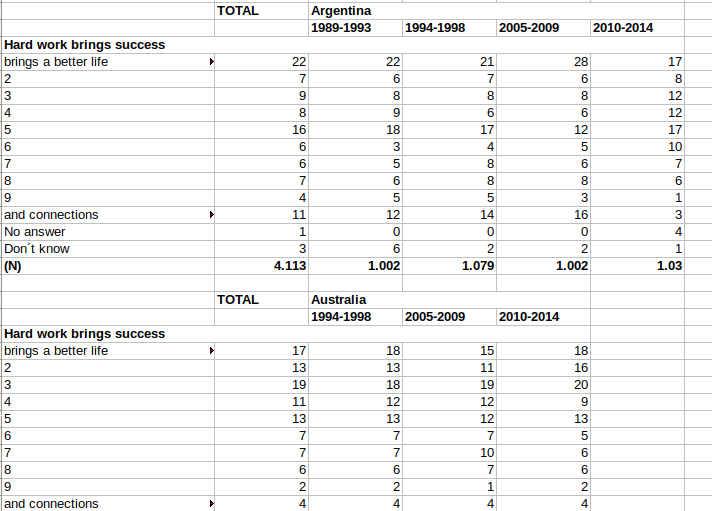 TOTAL Argentina
1989-1993 1994-1998 2005-2009 2010-2014
Hard work brings success
brings a better life 22 22 21 28 17
2 7 6 7 6 8
3 9 8 8 8 12
4 8 9 6 6 12
5 16 18 17 12 17
6 6 3 4 5 10
7 6 5 8 6 7
8 7 6 8 8 6
9 4 5 5 3 1
and connections 11 12 14 16 3
No answer 1 0 0 0 4
Don´t know 3 6 2 2 1
(N) 4.113 1.002 1.079 1.002 1.03
TOTAL Australia
1994-1998 2005-2009 2010-2014
Hard work brings success
brings a better life 17 18 15 18
2 13 13 11 16
3 19 18 19 20
4 11 12 12 9
5 13 13 12 13
6 7 7 7 5
7 7 7 10 6
8 6 6 7 6
9 2 2 1 2
and connections 4 4 4 4